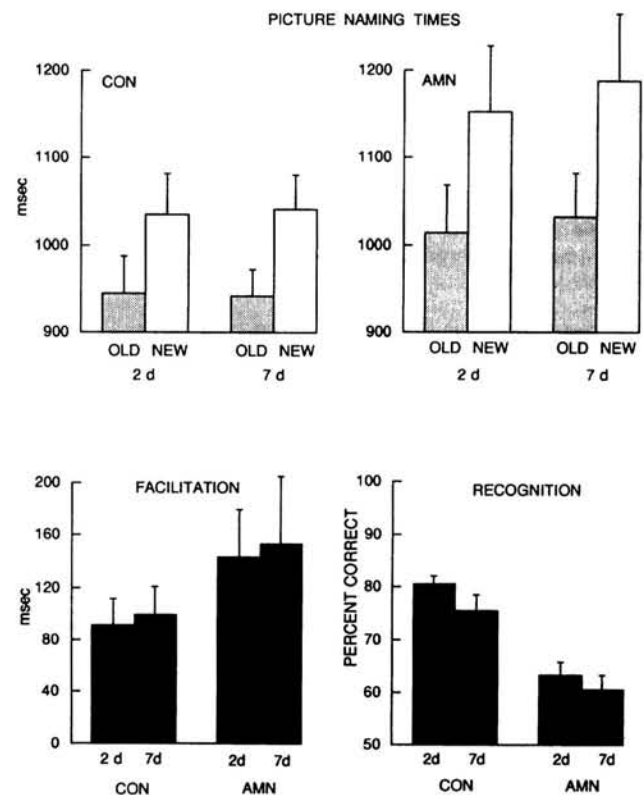 PICTURE NAMING TIMES
CON
AMN
msec
1200
1100
1000
900
1200
1100
1000
900
OLD NEW OLD NEW
2 d 7 d
OLD NEW OLD NEW
2 d 7 d
FACILITATION
msec
200
160
120
80
40
0
2 d 7d 2d 7d
CON AMN
RECOGNITION
PERCENT CORRECT
100
90
80
70
60
50
2d 7d 2d 7d
CON AMN